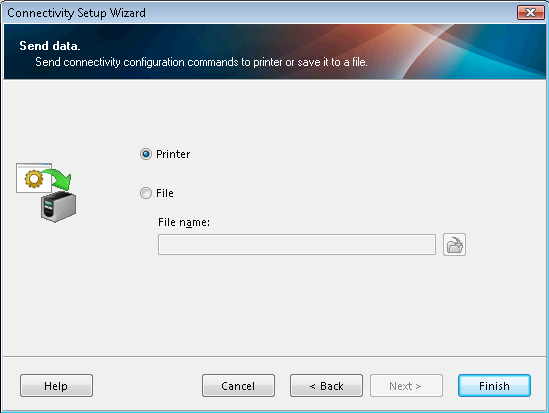 Connectivity Setup Wizard
Send data.
Send connectivity configuration commands to printer or save it to a file.
Printer
File
File name:
Help
Cancel
< Back
Next >
Finish